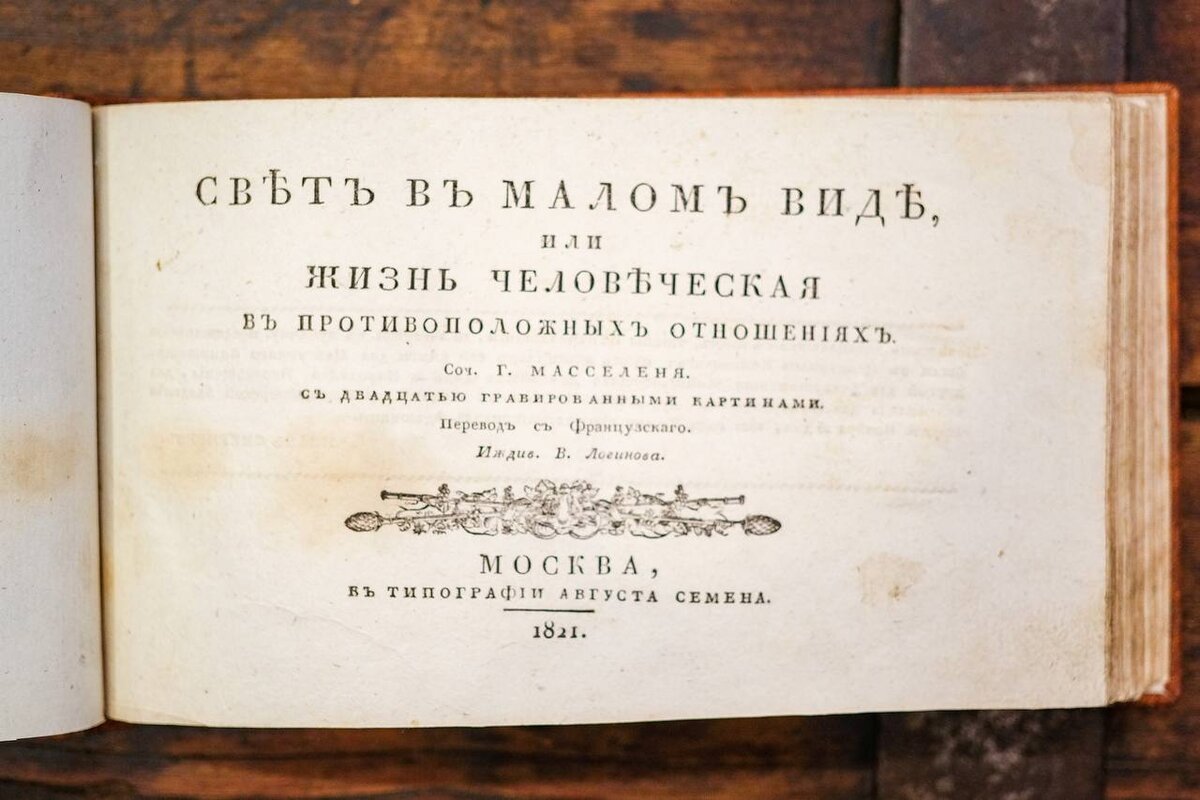 СВѢТЪ ВЪ МАЛОМЪ ВИДѢ,
ИЛИ
ЖИЗНЬ ЧЕЛОВѢЧЕСКАЯ
ВЪ ПРОТИВОПОЛОЖНЫХЪ ОТНОШЕНІЯХЪ.
Соч. Г. МАССЕЛЕНЯ.
СЪ ДВАДЦАТЬЮ ГРАВИРОВАННЫМИ КАРТИНАМИ.
Переводъ съ Французскаго.
Иждив. В. Логинова.
МОСКВА,
ВЪ ТИПОГРАФІИ АВГУСТА СЕМЕНА.
1821.